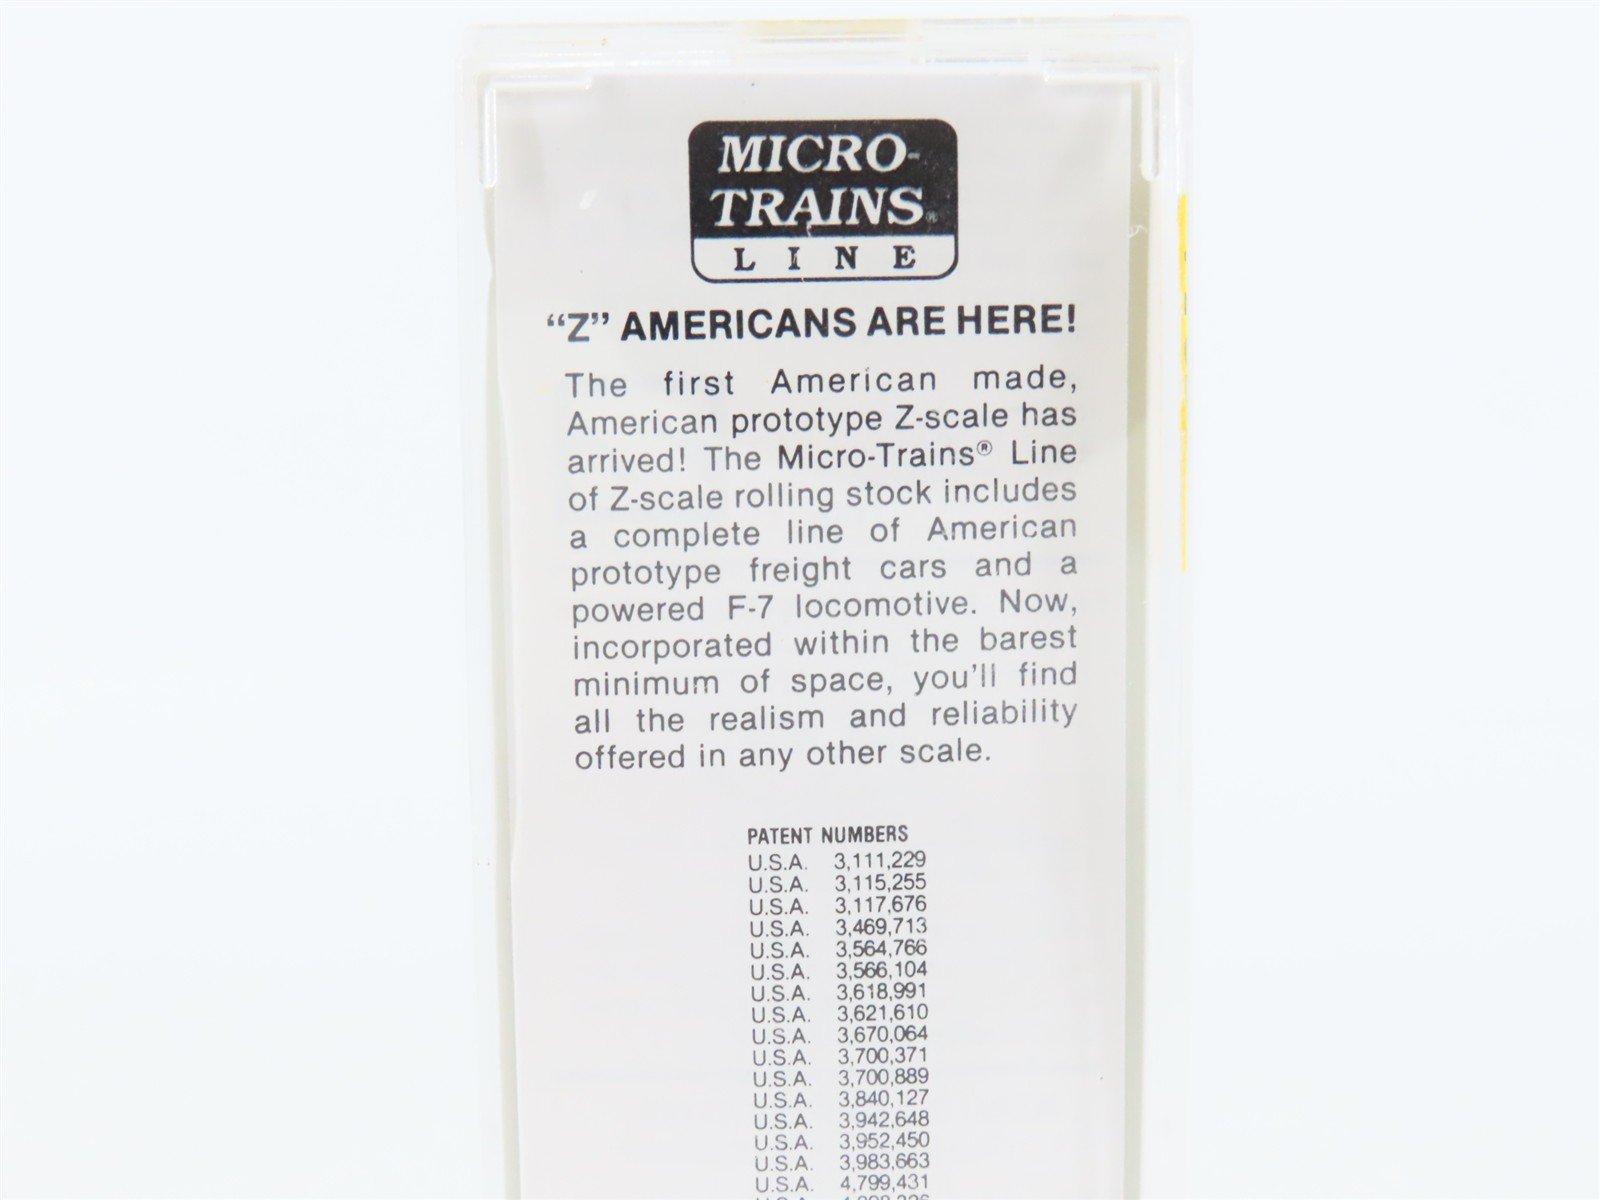 MICRO-
TRAINS®
LINE
“Z” AMERICANS ARE HERE!
The first American made,
American prototype Z-scale has
arrived! The Micro-Trains® Line
of Z-scale rolling stock includes
a complete line of American
prototype freight cars and a
powered F-7 locomotive. Now,
incorporated within the barest
minimum of space, you'll find
all the realism and reliability
offered in any other scale.
PATENT NUMBERS
U.S.A. 3,111,229
U.S.A. 3,115,255
U.S.A. 3,117,676
U.S.A. 3,469,713
U.S.A. 3,564,766
U.S.A. 3,566,104
U.S.A. 3,618,991
U.S.A. 3,621,610
U.S.A. 3,670,064
U.S.A. 3,700,371
U.S.A. 3,700,889
U.S.A. 3,840,127
U.S.A. 3,942,648
U.S.A. 3,952,450
U.S.A. 3,983,663
U.S.A. 4,799,431
U.S.A.